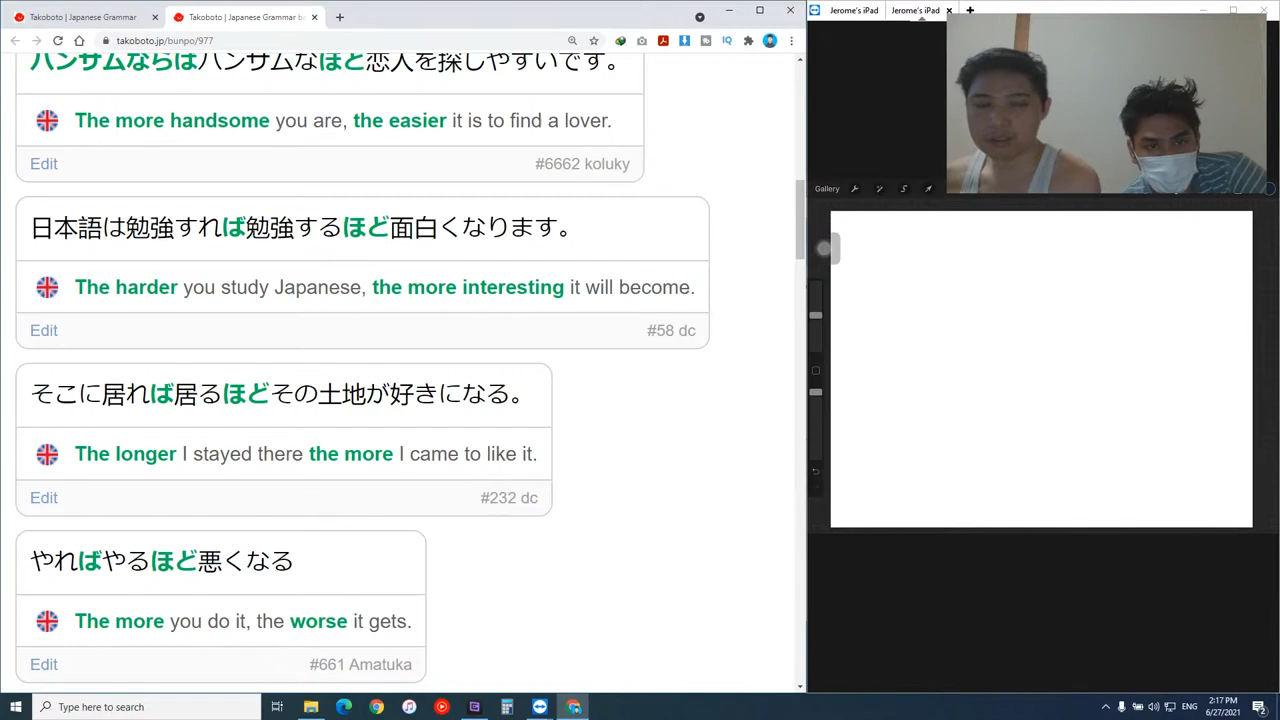 Takoboto | Japanese Grammar
Takoboto | Japanese Grammar ba
Jerome's iPad
Jerome's iPad
takoboto.jp/bunpo/977
ハンサムならばハンサムなほど恋人を探しやすいです。
The more handsome you are, the easier it is to find a lover.
Edit
#6662 koluky
Gallery
日本語は勉強すれば勉強するほど面白くなります。
The harder you study Japanese, the more interesting it will become.
Edit
#58 dc
そこに居れば居るほどその土地が好きになる。
The longer I stayed there the more I came to like it.
Edit
#232 dc
やればやるほど悪くなる
The more you do it, the worse it gets.
Edit
#661 Amatuka
Type here to search
ENG
2:17 PM
6/27/2021